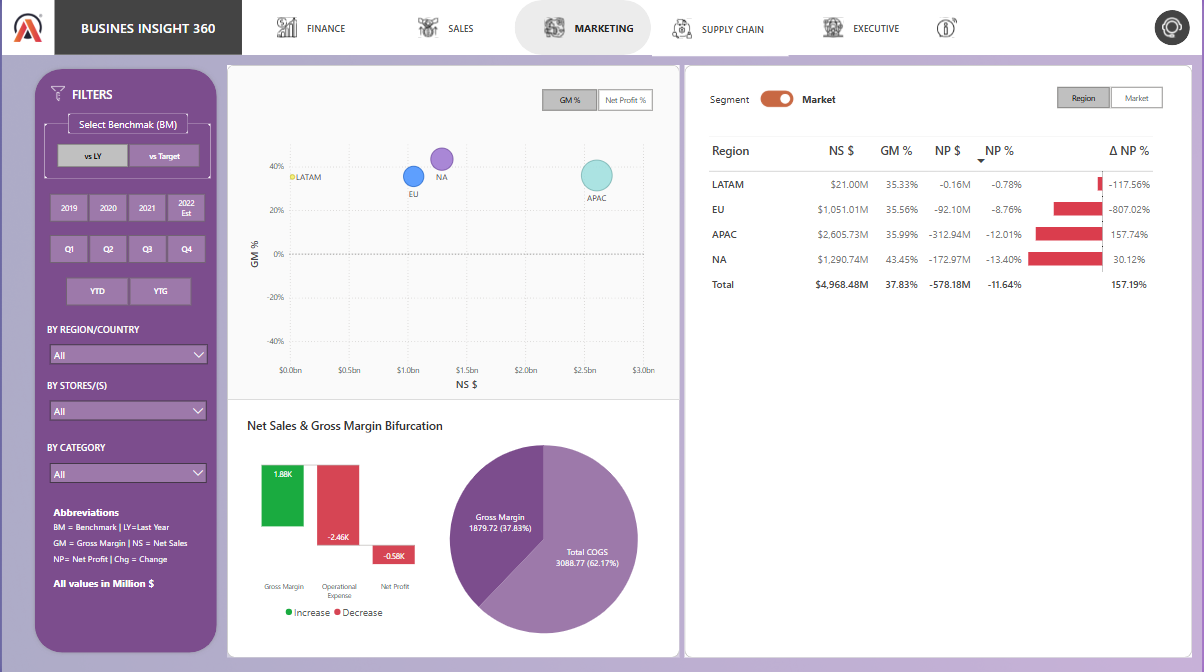 BUSINES INSIGHT 360
FINANCE
SALES
MARKETING
SUPPLY CHAIN
EXECUTIVE
FILTERS
Select Benchmak (BM)
vs LY
vs Target
2019
2020
2021
2022
Est
Q1
Q2
Q3
Q4
YTD
YTG
BY REGION/COUNTRY
All
BY STORES/(S)
All
BY CATEGORY
All
Abbreviations
BM = Benchmark | LY=Last Year
GM = Gross Margin | NS = Net Sales
NP= Net Profit | Chg = Change
All values in Million $
GM %
Net Profit %
40%
20%
0%
-20%
-40%
GM %
LATAM
EU
NA
APAC
$0.0bn
$0.5bn
$1.0bn
$1.5bn
$2.0bn
$2.5bn
$3.0bn
NS $
Net Sales & Gross Margin Bifurcation
1.88K
-2.46K
-0.58K
Gross Margin
Operational
Expense
Net Profit
Increase
Decrease
Gross Margin
1879.72 (37.83%)
Total COGS
3088.77 (62.17%)
Segment
Market
Region
Market
Region NS $ GM % NP $ NP % Δ NP %
LATAM $21.00M 35.33% -0.16M -0.78% -117.56%
EU $1,051.01M 35.56% -92.10M -8.76% -807.02%
APAC $2,605.73M 35.99% -312.94M -12.01% 157.74%
NA $1,290.74M 43.45% -172.97M -13.40% 30.12%
Total $4,968.48M 37.83% -578.18M -11.64% 157.19%